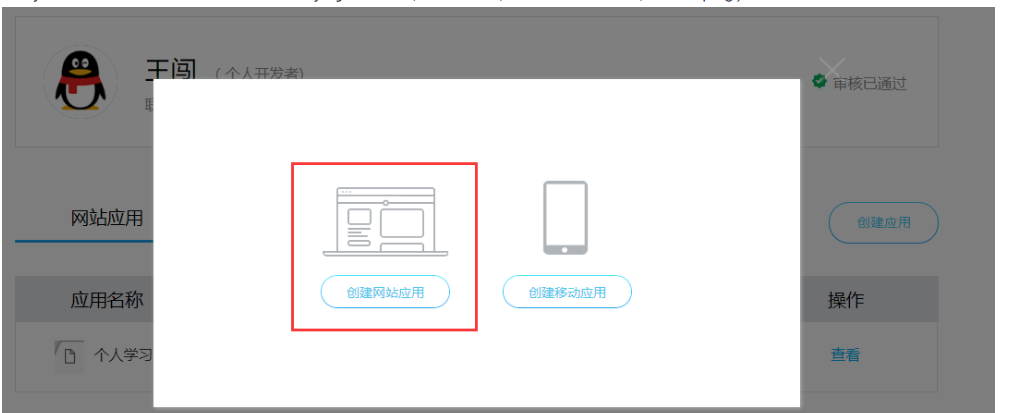 王闯 （个人开发者）
审核已通过
网站应用
创建应用
创建网站应用
创建移动应用
应用名称
操作
个人学习
查看